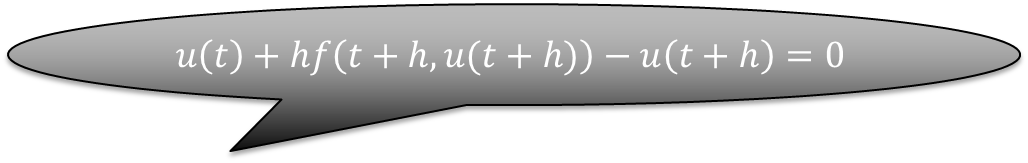 u(t) + hf(t + h, u(t + h)) − u(t + h) = 0